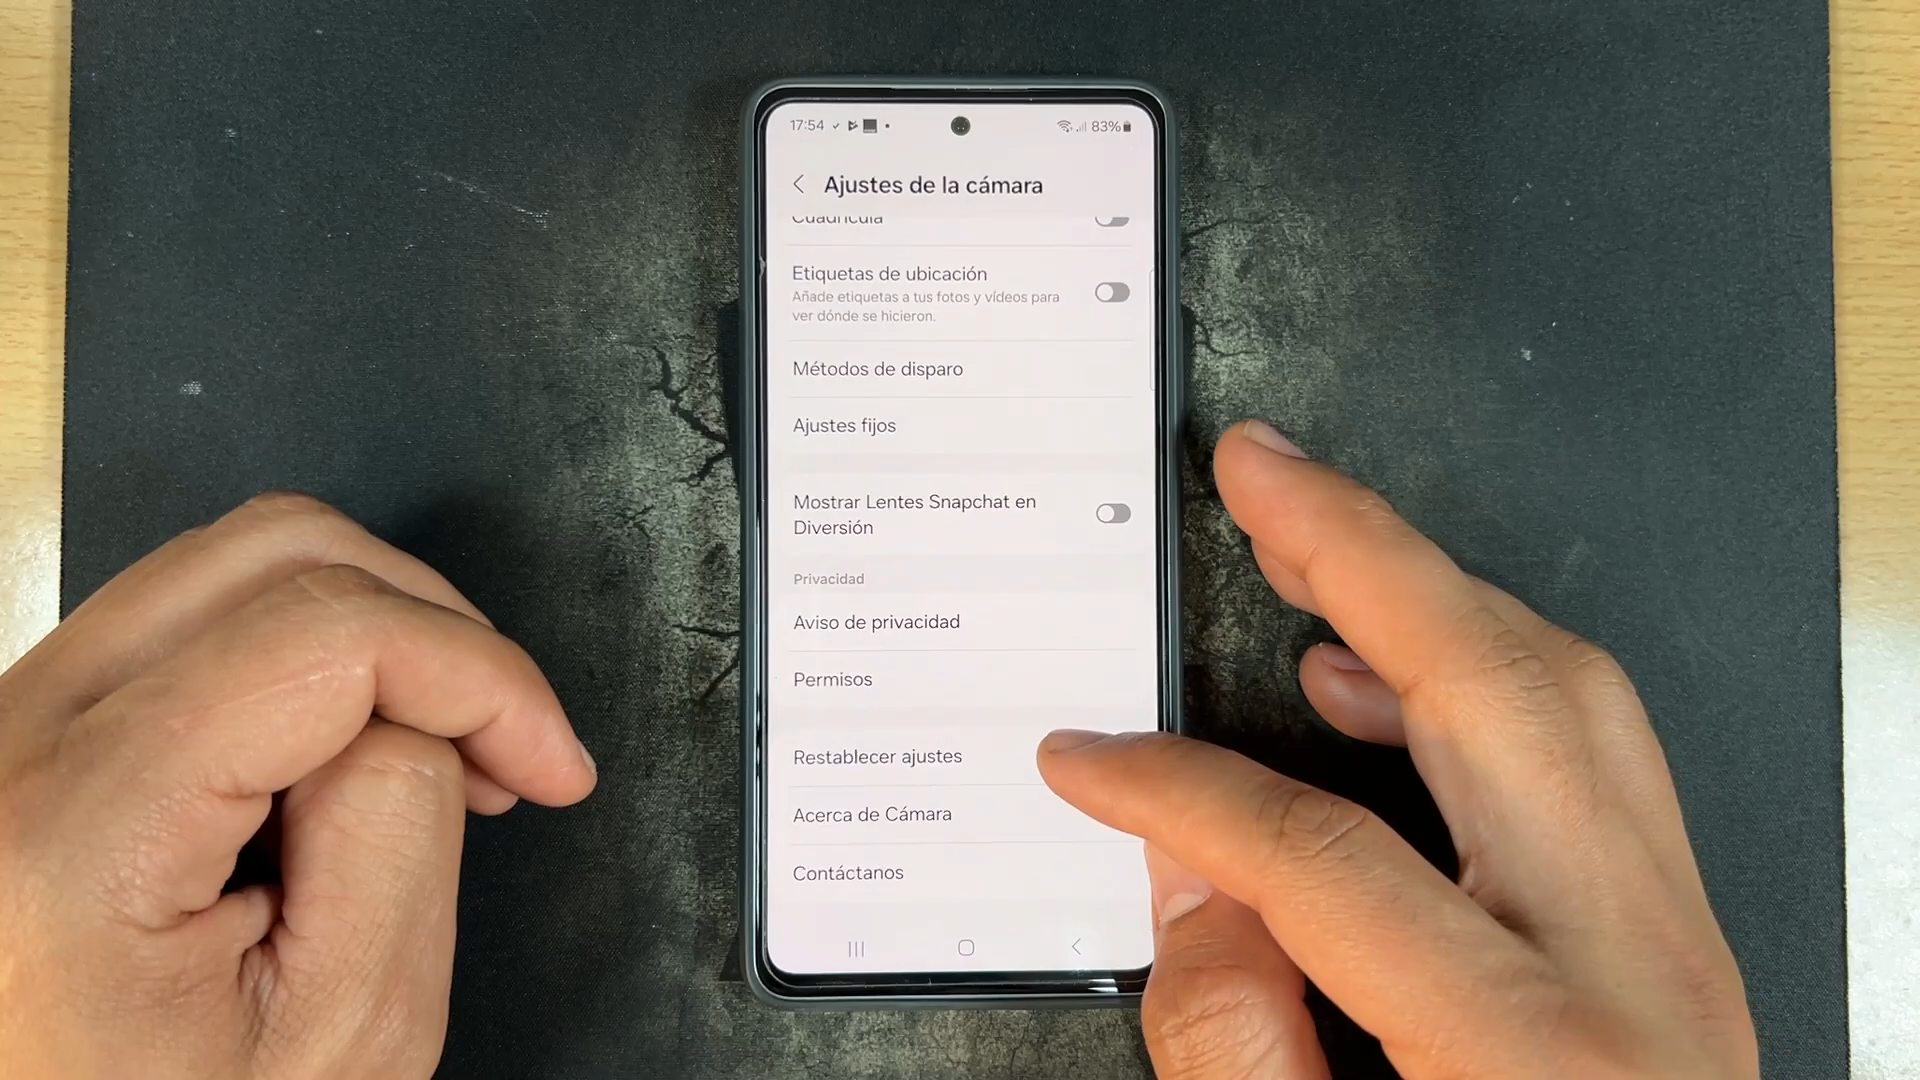 17:54
83%
Ajustes de la cámara
Cuadrícula
Etiquetas de ubicación
Añade etiquetas a tus fotos y vídeos para
ver dónde se hicieron.
Métodos de disparo
Ajustes fijos
Mostrar Lentes Snapchat en
Diversión
Privacidad
Aviso de privacidad
Permisos
Restablecer ajustes
Acerca de Cámara
Contáctanos